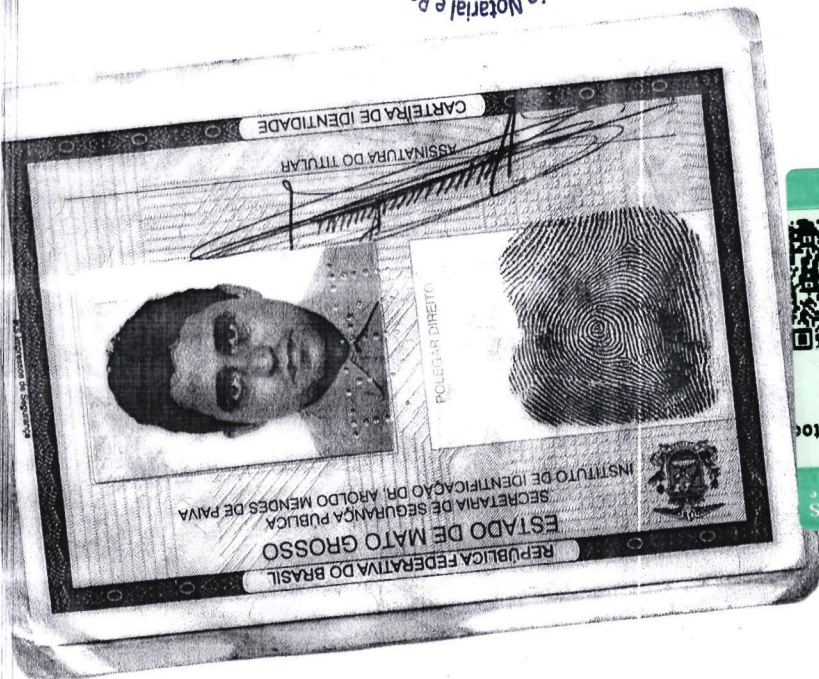 REPÚBLICA FEDERATIVA DO BRASIL
ESTADO DE MATO GROSSO
SECRETARIA DE SEGURANÇA PÚBLICA
INSTITUTO DE IDENTIFICAÇÃO DR. AROLDO MENDES DE PAIVA
POLEGAR DIREITO
ASSINATURA DO TITULAR
CARTEIRA DE IDENTIDADE
Notarial e